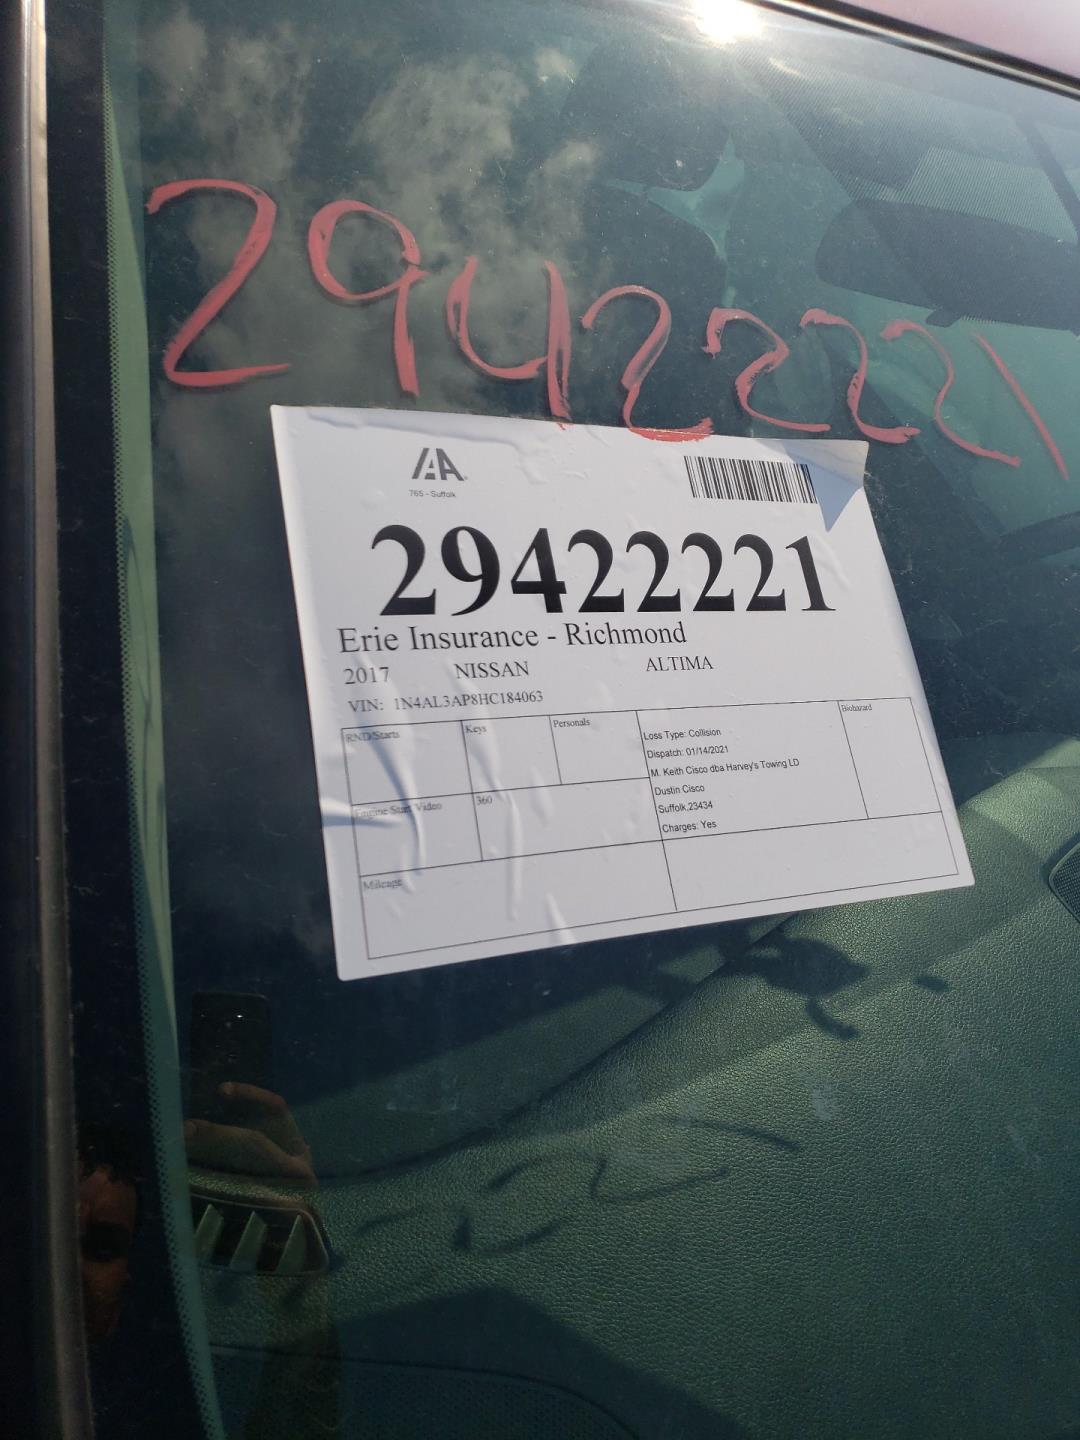 29422221
IAA
765 - Suffolk
29422221
Erie Insurance - Richmond
2017 NISSAN ALTIMA
VIN: 1N4AL3AP8HC184063
RND/Starts
Keys
Personals
Loss Type: Collision
Dispatch: 01/14/2021
M. Keith Cisco dba Harvey's Towing LD
Dustin Cisco
Suffolk,23434
Charges: Yes
Biohazard
Engine Start Video
360
Mileage